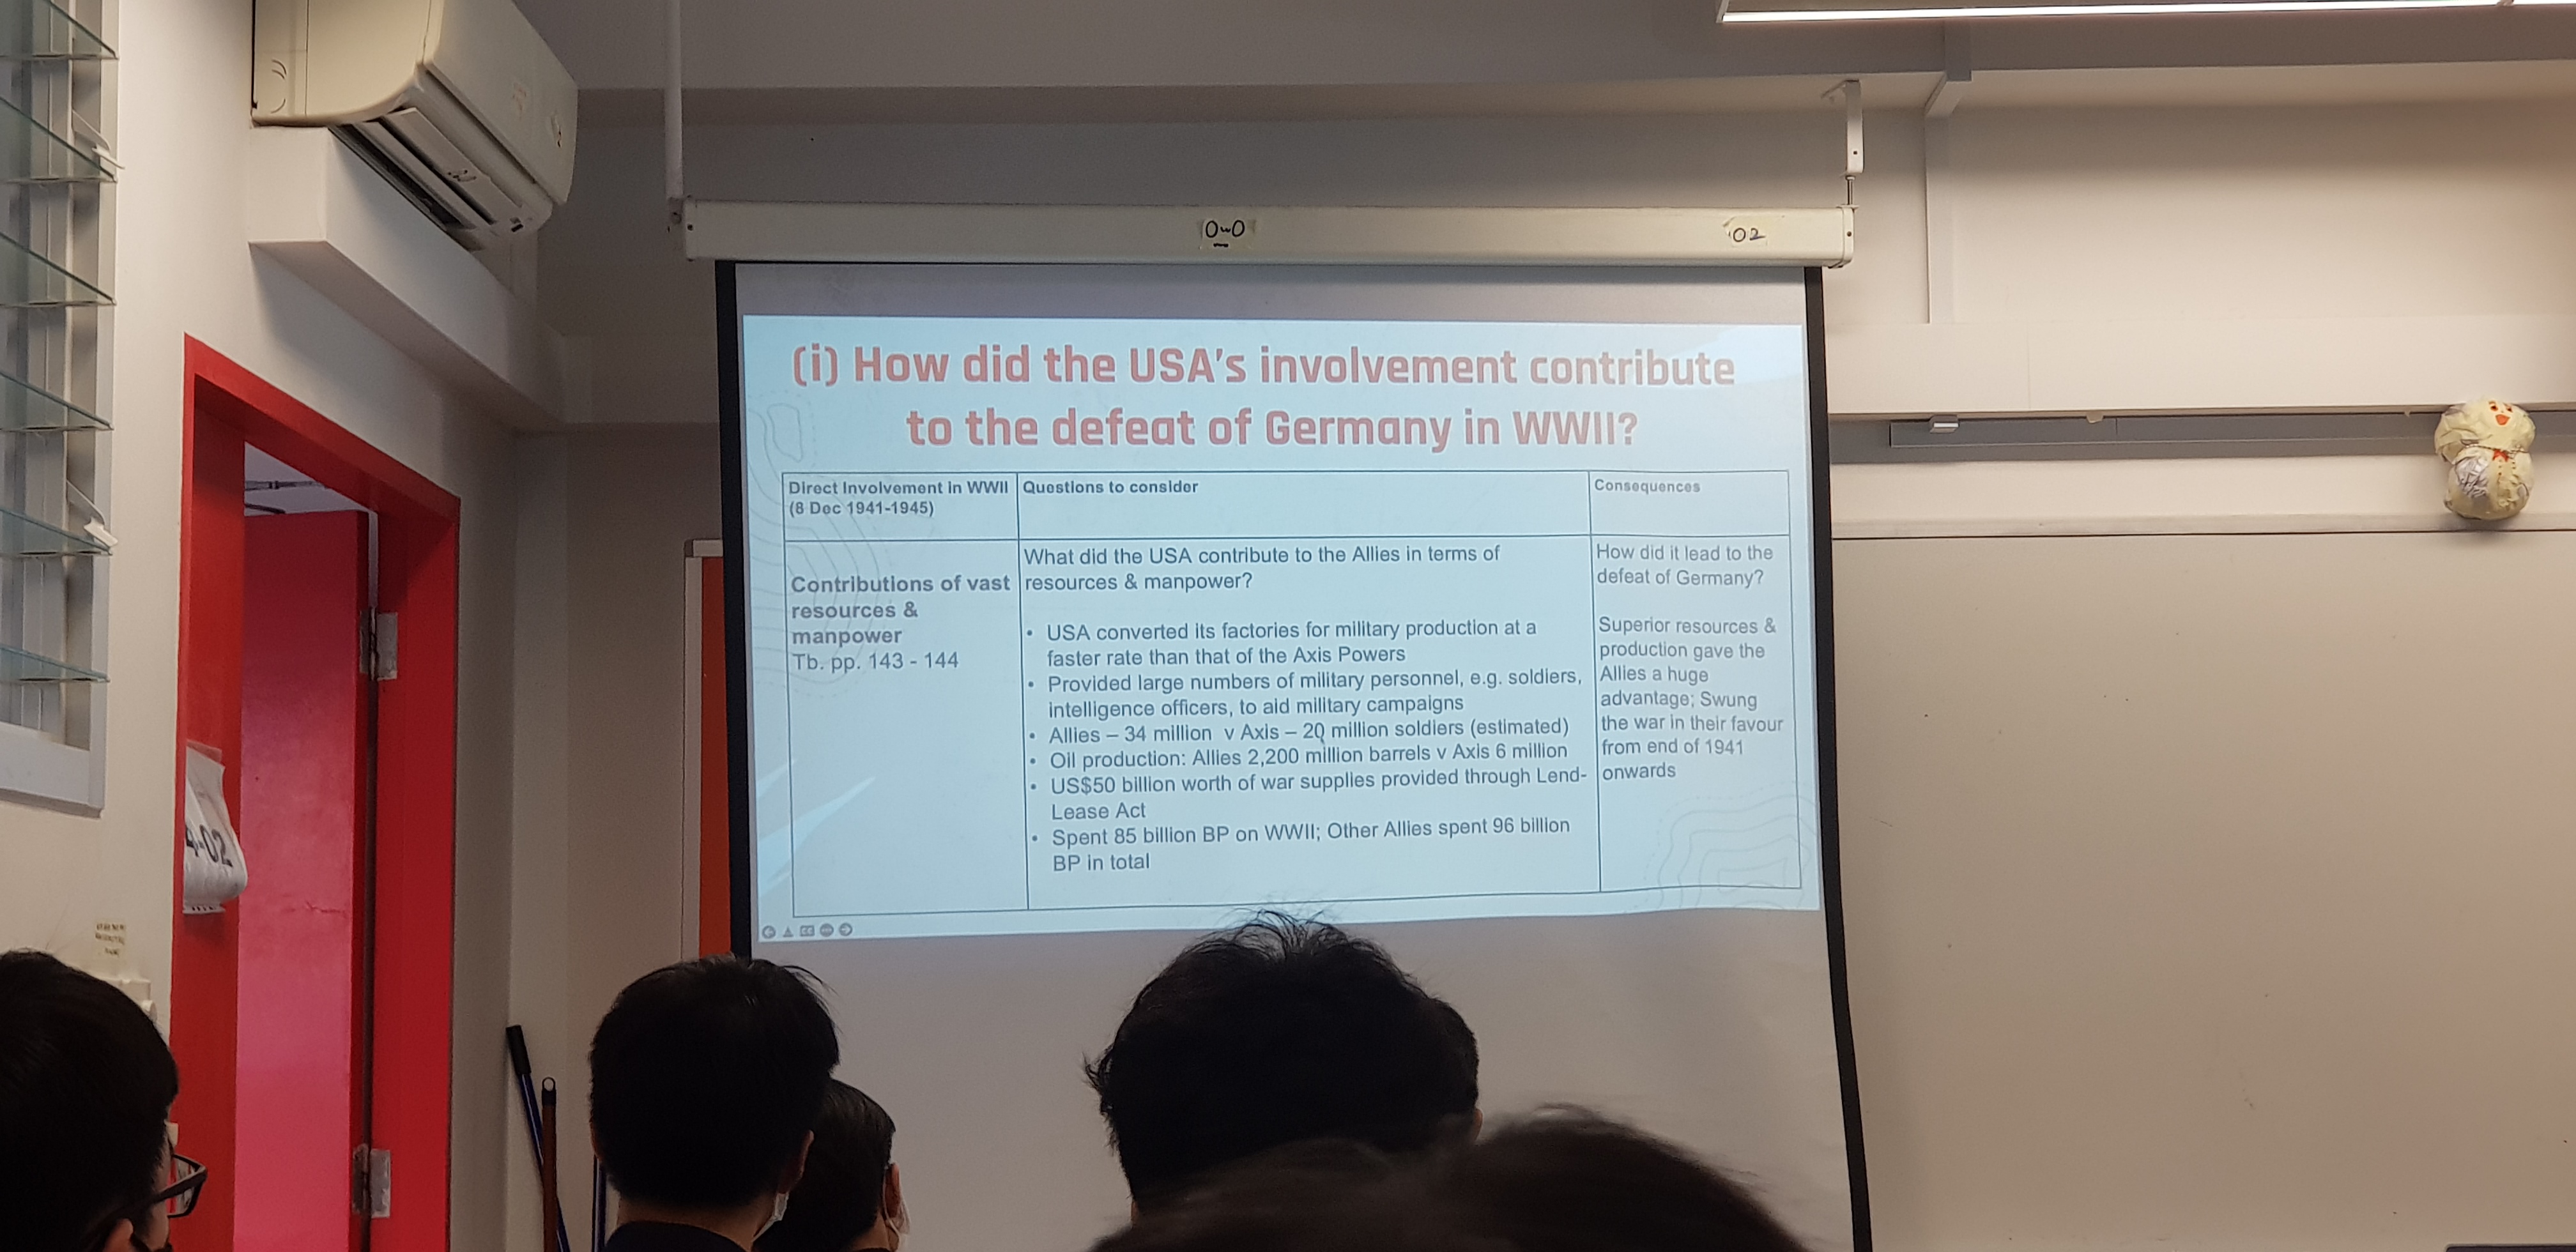 OwO
'02
(i) How did the USA's involvement contribute
to the defeat of Germany in WWII?
Direct Involvement in WWII
(8 Dec 1941-1945)
Questions to consider
Consequences
Contributions of vast
resources &
manpower
Tb. pp. 143 - 144
What did the USA contribute to the Allies in terms of
resources & manpower?
• USA converted its factories for military production at a
faster rate than that of the Axis Powers
• Provided large numbers of military personnel, e.g. soldiers,
intelligence officers, to aid military campaigns
• Allies – 34 million v Axis – 20 million soldiers (estimated)
• Oil production: Allies 2,200 million barrels v Axis 6 million
• US$50 billion worth of war supplies provided through Lend-
Lease Act
• Spent 85 billion BP on WWII; Other Allies spent 96 billion
BP in total
How did it lead to the
defeat of Germany?
Superior resources &
production gave the
Allies a huge
advantage; Swung
the war in their favour
from end of 1941
onwards
4-02